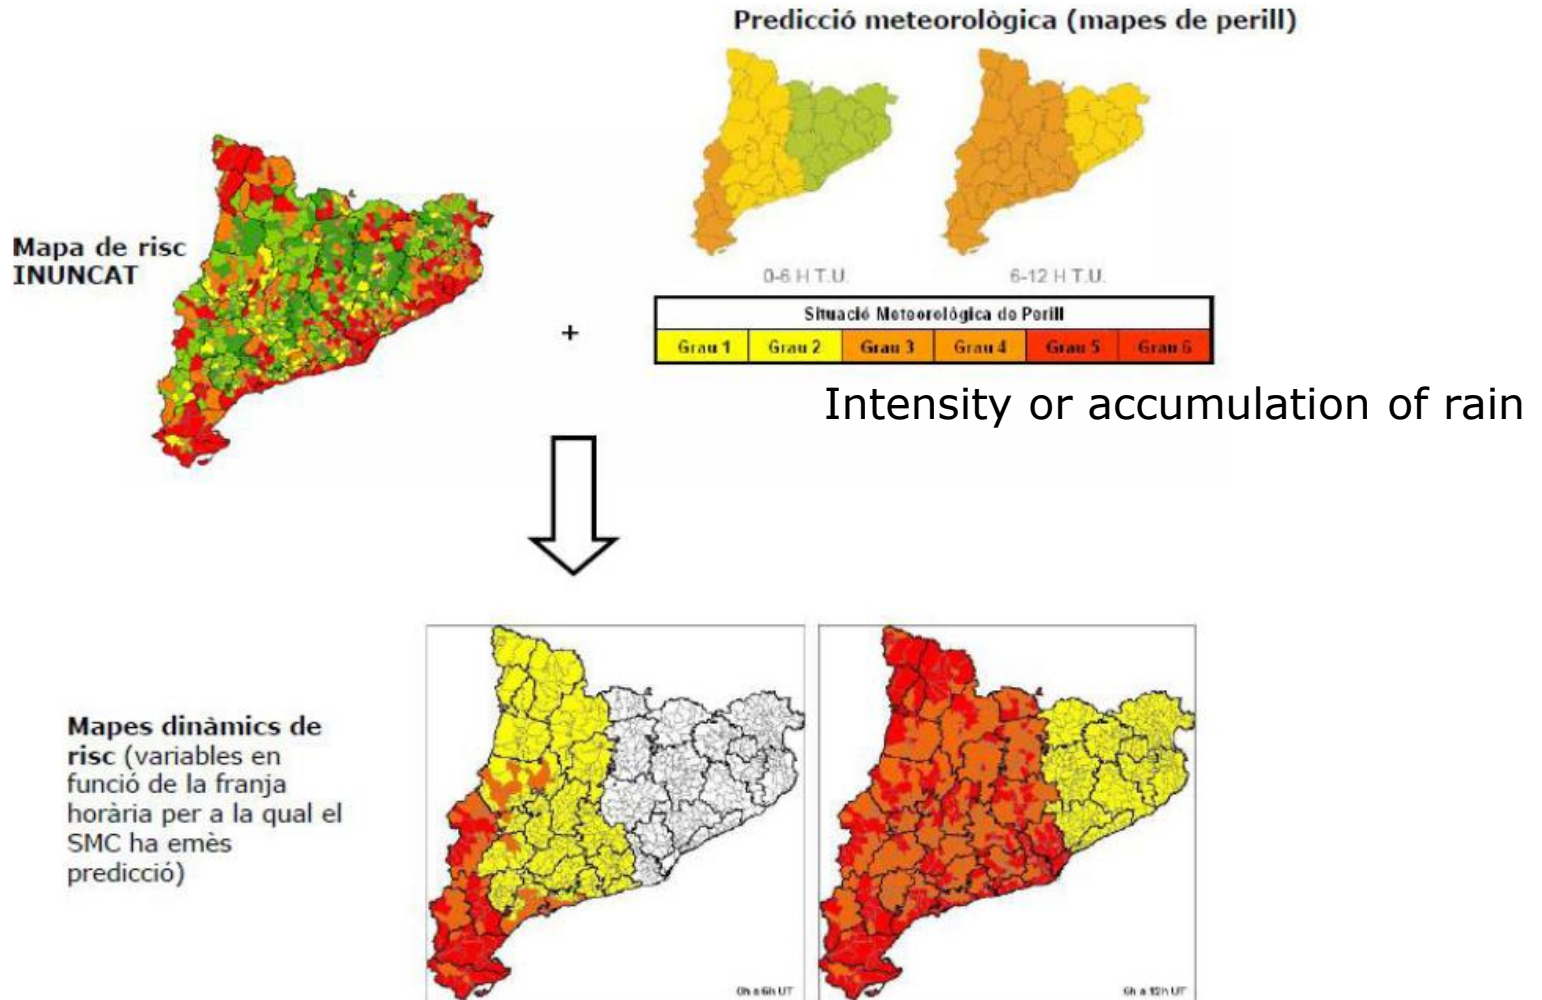 Predicció meteorològica (mapes de perill)
Mapa de risc
INUNCAT
0-6 H T.U.
6-12 H T.U.
+
Situació Meteorològica de Perill
Grau 1 Grau 2 Grau 3 Grau 4 Grau 5 Grau 6
Intensity or accumulation of rain
Mapes dinàmics de
risc (variables en
funció de la franja
horària per a la qual el
SMC ha emès
predicció)
0h a 6h UT
6h a 12h UT